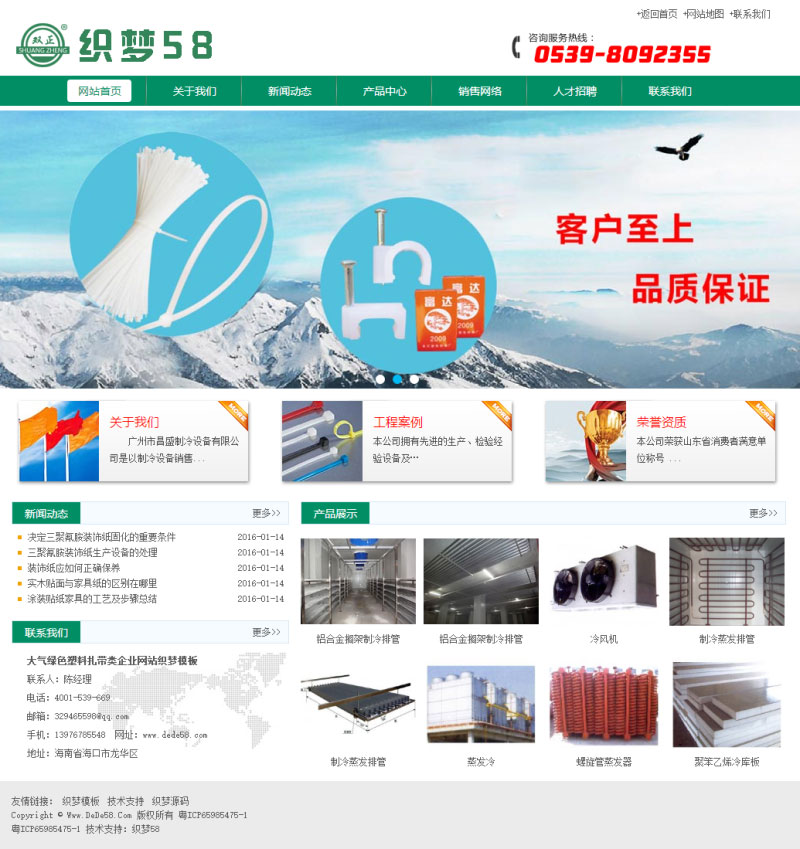 +返回首页 +网站地图 +联系我们
双正
SHUANG ZHENG
®
织梦58
咨询服务热线：
0539-8092355
网站首页 关于我们 新闻动态 产品中心 销售网络 人才招聘 联系我们
客户至上
品质保证
富达
2008
富达
2008
MORE
关于我们
广州市昌盛制冷设备有限公
司是以制冷设备销售...
MORE
工程案例
本公司拥有先进的生产、检验经
验设备及…
MORE
荣誉资质
本公司荣获山东省消费者满意单
位称号 ...
新闻动态 更多>>
决定三聚氰胺装饰纸固化的重要条件 2016-01-14
三聚氰胺装饰纸生产设备的处理 2016-01-14
装饰纸应如何正确保养 2016-01-14
实木贴面与家具纸的区别在哪里 2016-01-14
涂装贴纸家具的工艺及步骤总结 2016-01-14
联系我们 更多>>
大气绿色塑料扎带类企业网站织梦模板
联系人：陈经理
电话：4001-539-669
邮箱：329465598@qq.com
手机：13976785548 网址：www.dede58.com
地址：海南省海口市龙华区
产品展示 更多>>
铝合金搁架制冷排管 铝合金搁架制冷排管 冷风机 制冷蒸发排管
制冷蒸发排管 蒸发冷 螺旋管蒸发器 聚苯乙烯冷库板
友情链接： 织梦模板 技术支持 织梦源码
Copyright © Www.DeDe58.Com 版权所有 粤ICP65985475-1
粤ICP65985475-1 技术支持：织梦58